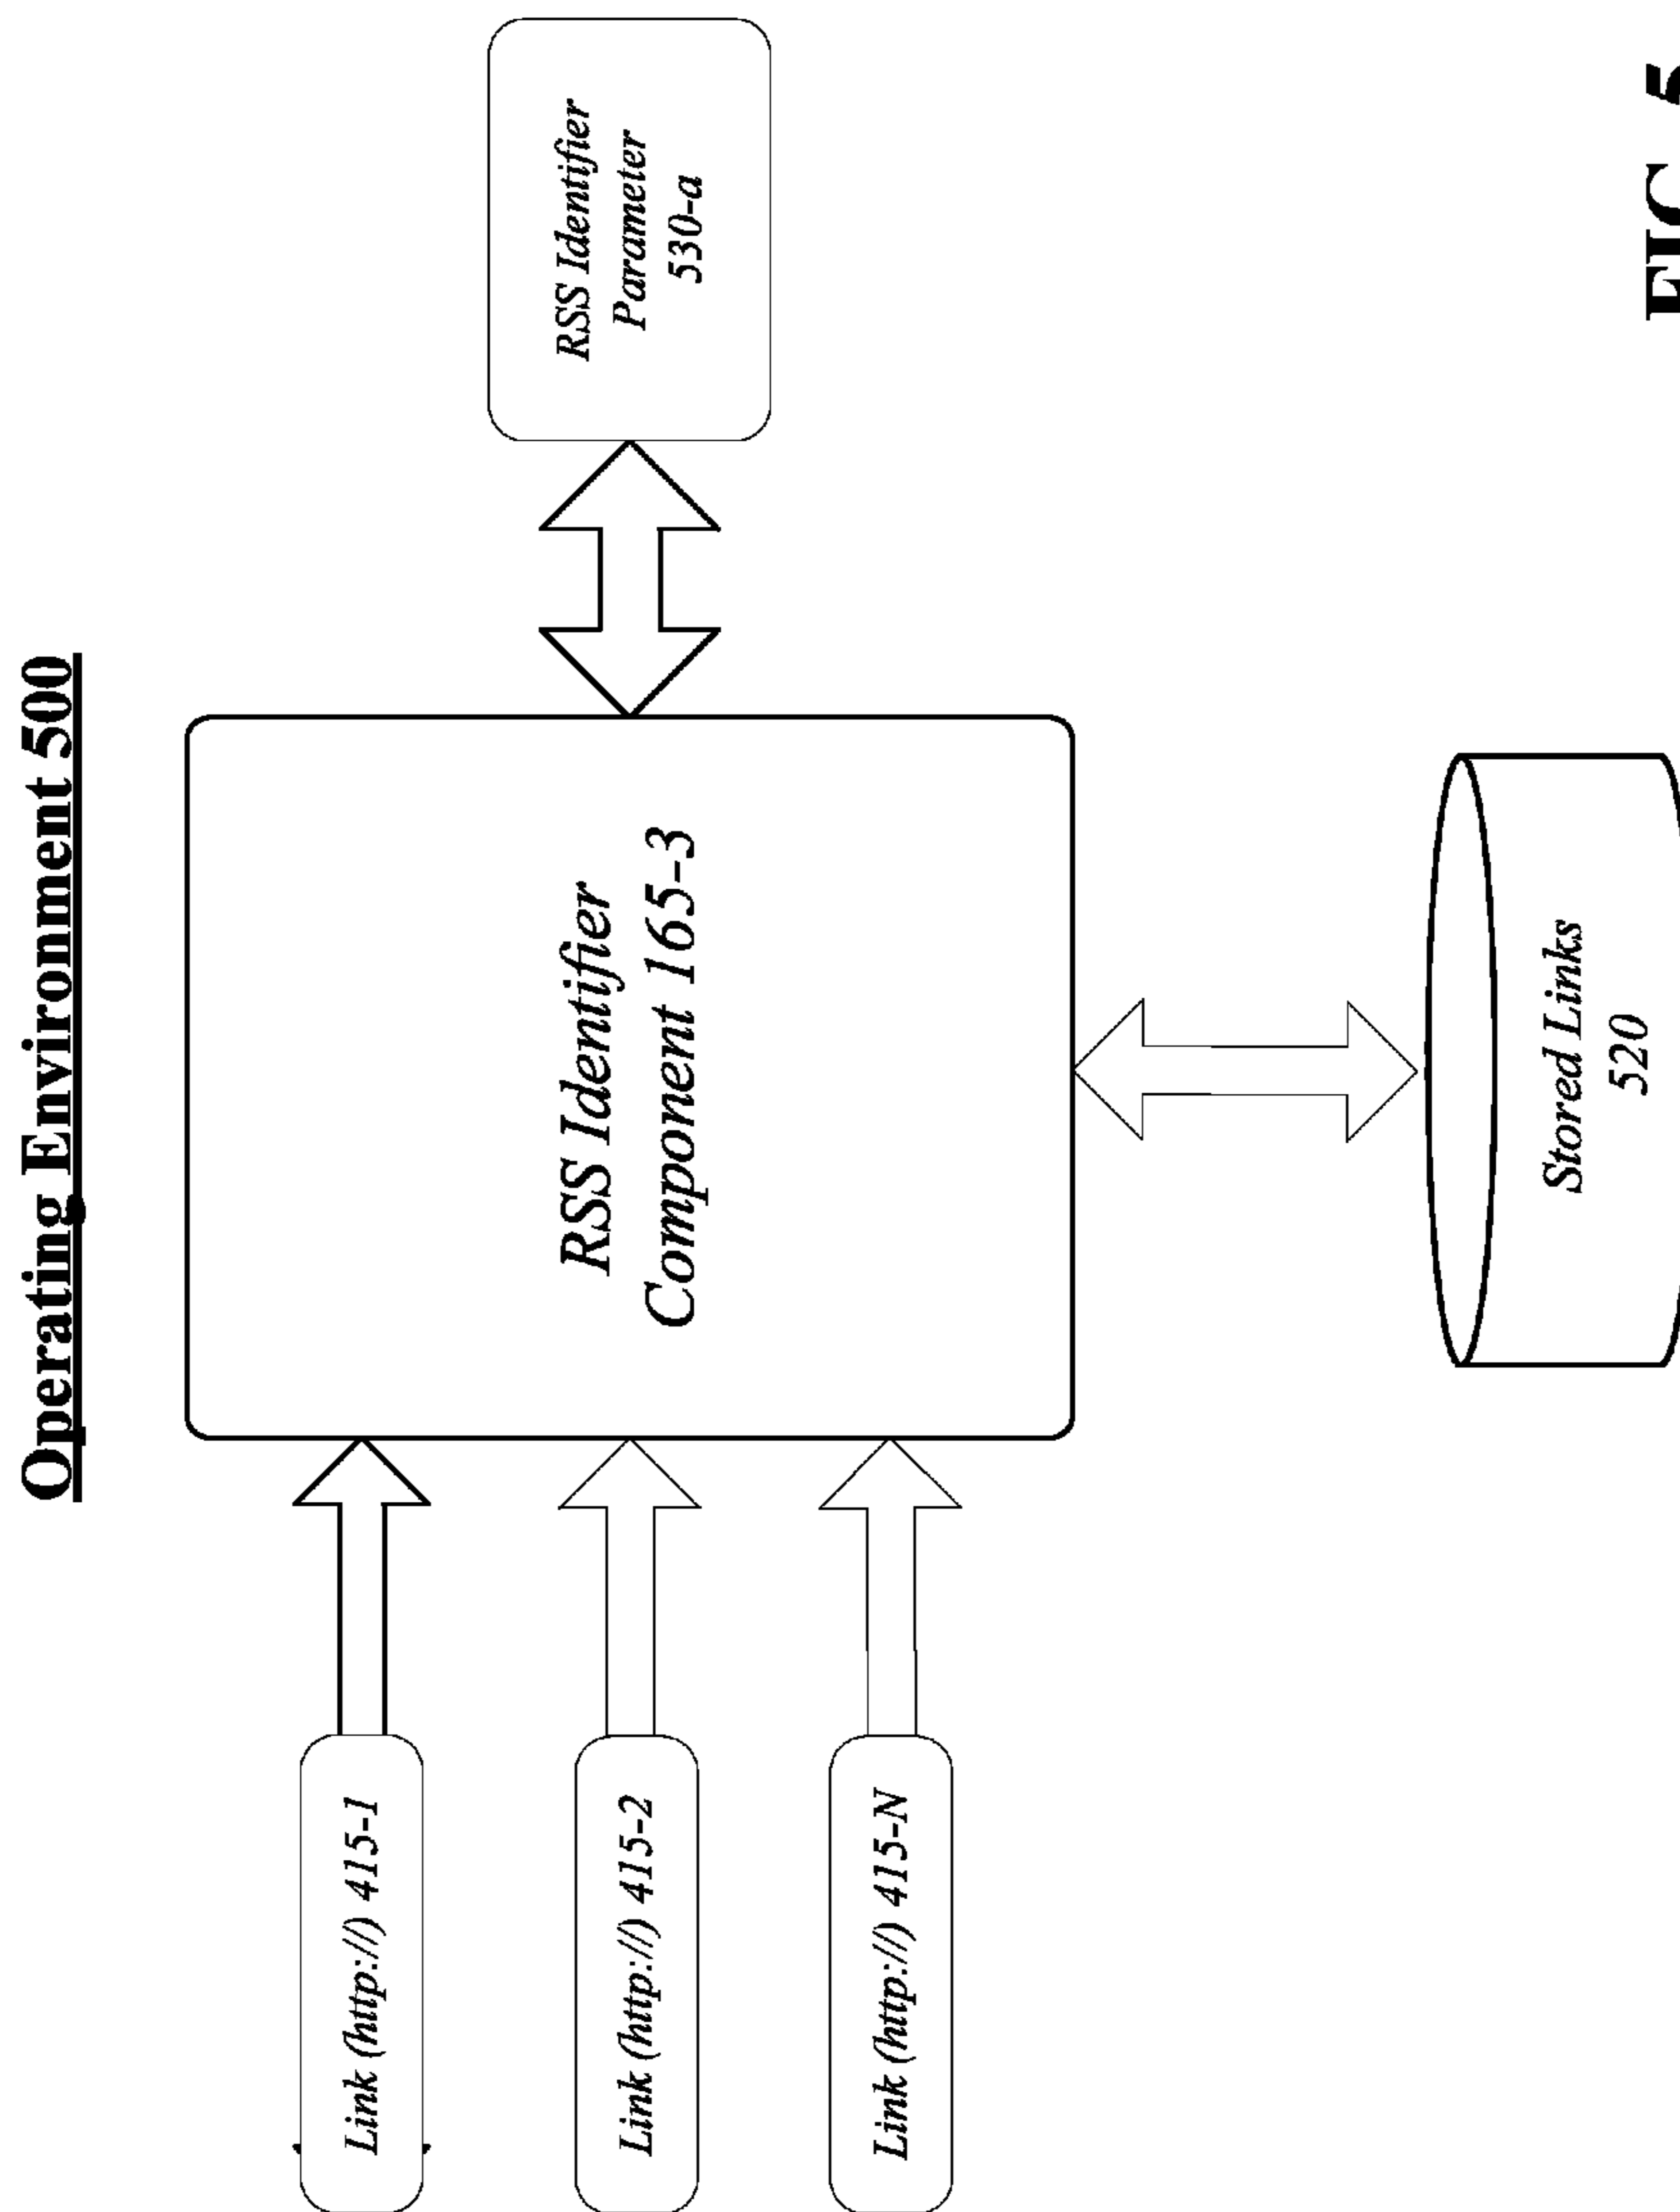 Operating Environment 500
Link (http://) 415-1
Link (http://) 415-2
Link (http://) 415-N
RSS Identifier
Component 165-3
RSS Identifier
Parameter
530-a
Stored Links
520
FIG. 5